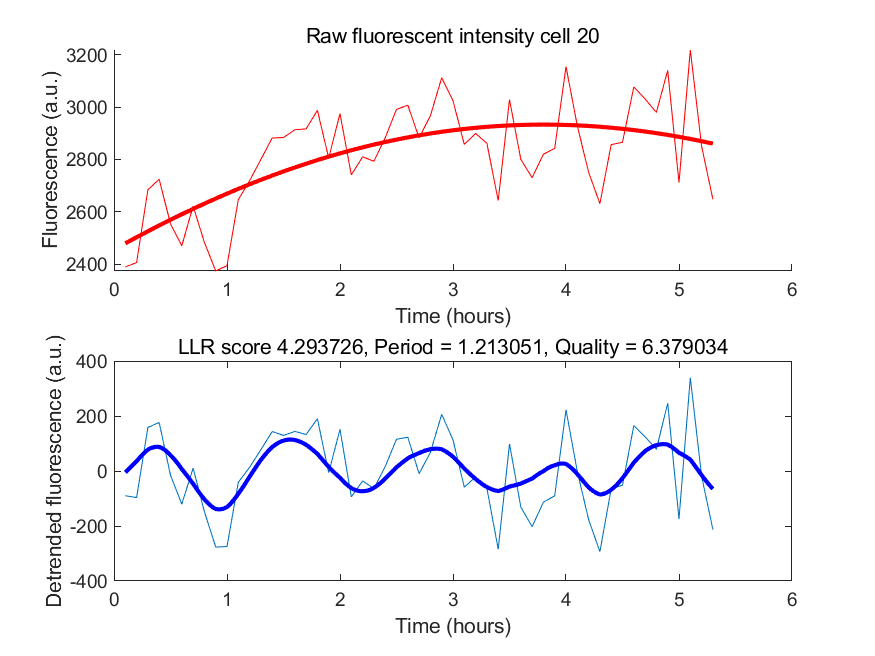 Raw fluorescent intensity cell 20
Fluorescence (a.u.)
3200
3000
2800
2600
2400
0 1 2 3 4 5 6
Time (hours)
LLR score 4.293726, Period = 1.213051, Quality = 6.379034
Detrended fluorescence (a.u.)
400
200
0
-200
-400
0 1 2 3 4 5 6
Time (hours)